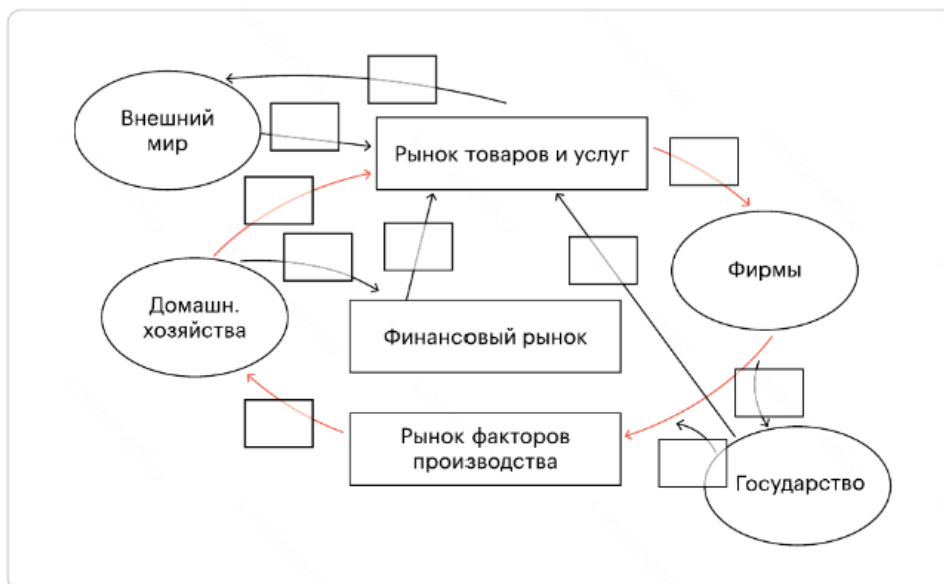 Внешний
мир
Рынок товаров и услуг
Фирмы
Домашн.
хозяйства
Финансовый рынок
Рынок факторов
производства
Государство